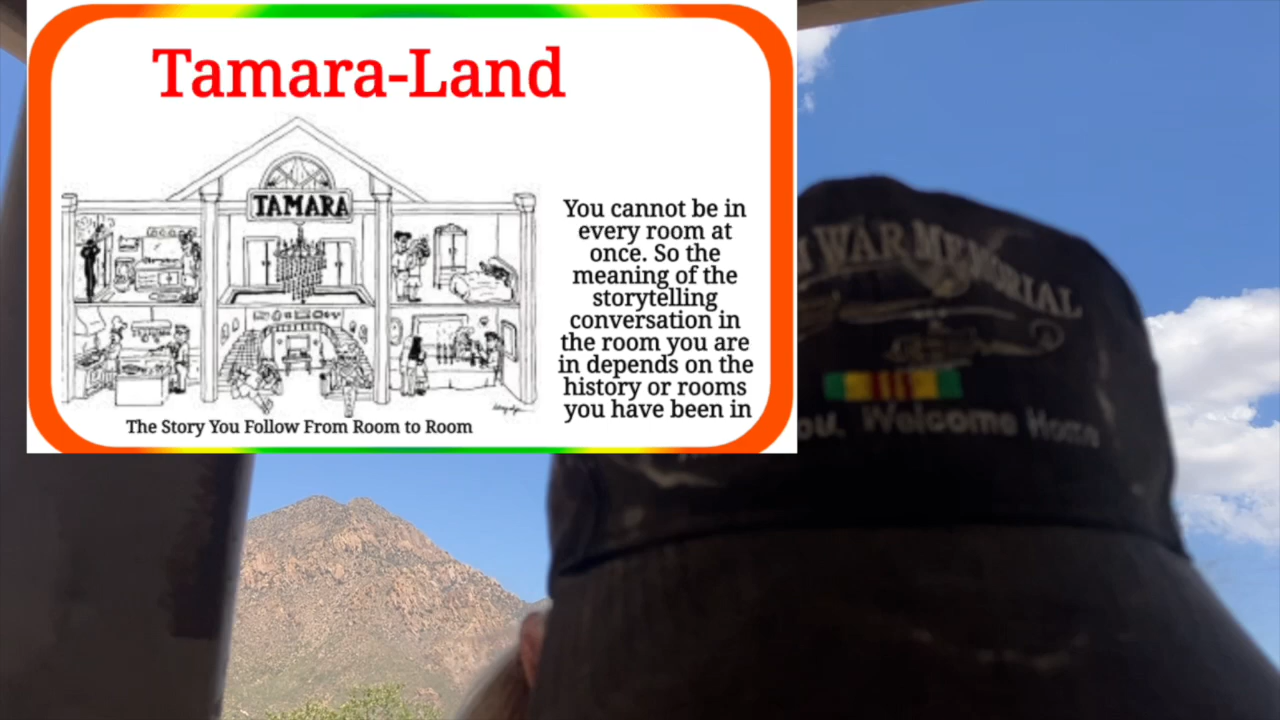 Tamara-Land
TAMARA
You cannot be in
every room at
once. So the
meaning of the
storytelling
conversation in
the room you are
in depends on the
history or rooms
you have been in
The Story You Follow From Room to Room
WAR MEMORIAL
Welcome Home